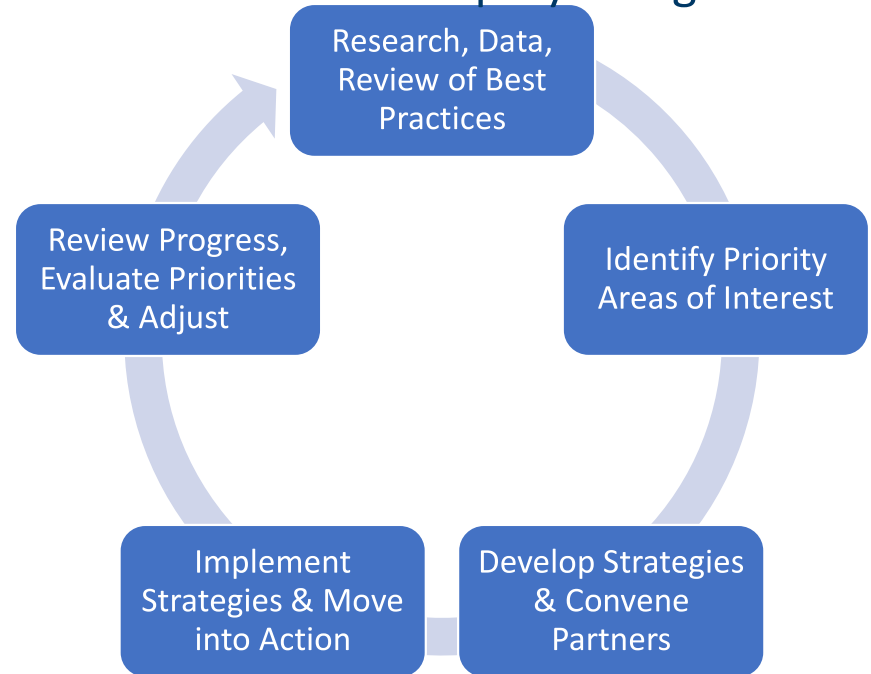 Research, Data,
Review of Best
Practices
Identify Priority
Areas of Interest
Develop Strategies
& Convene
Partners
Implement
Strategies & Move
into Action
Review Progress,
Evaluate Priorities
& Adjust